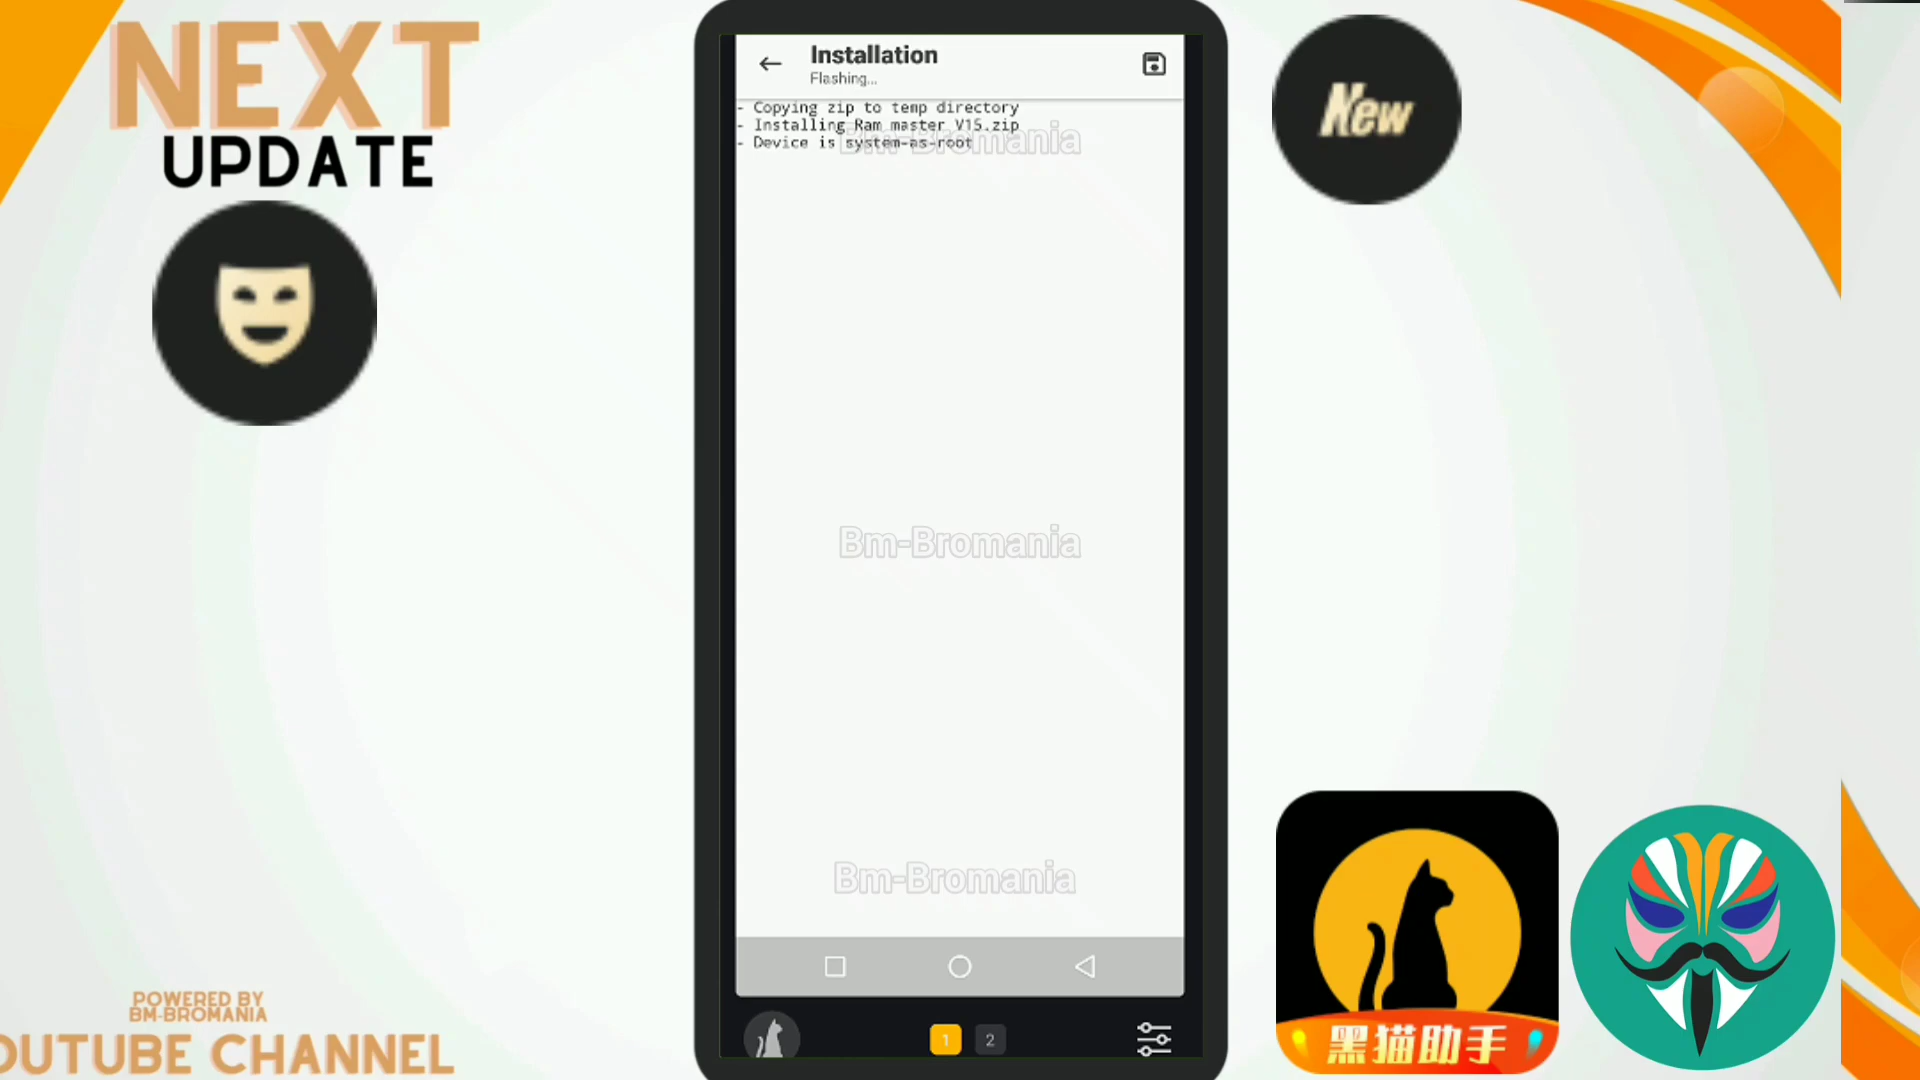 NEXT
UPDATE
Installation
Flashing...
- Copying zip to temp directory
- Installing Ram master V15.zip
- Device is system-as-root
Bm-Bromania
Bm-Bromania
Bm-Bromania
1
2
New
黑猫助手
POWERED BY
BM-BROMANIA
OUTUBE CHANNEL